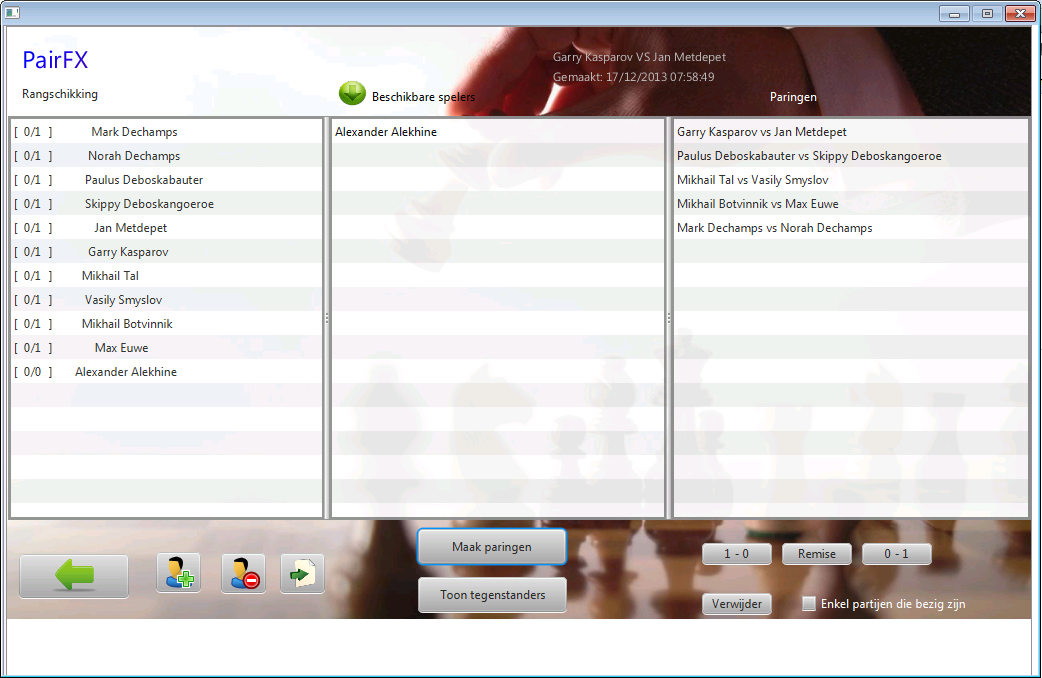 PairFX
Garry Kasparov VS Jan Metdepet
Gemaakt: 17/12/2013 07:58:49
Rangschikking
Beschikbare spelers
Paringen
[ 0/1 ] Mark Dechamps
[ 0/1 ] Norah Dechamps
[ 0/1 ] Paulus Deboskabauter
[ 0/1 ] Skippy Deboskangoeroe
[ 0/1 ] Jan Metdepet
[ 0/1 ] Garry Kasparov
[ 0/1 ] Mikhail Tal
[ 0/1 ] Vasily Smyslov
[ 0/1 ] Mikhail Botvinnik
[ 0/1 ] Max Euwe
[ 0/0 ] Alexander Alekhine
Alexander Alekhine
Garry Kasparov vs Jan Metdepet
Paulus Deboskabauter vs Skippy Deboskangoeroe
Mikhail Tal vs Vasily Smyslov
Mikhail Botvinnik vs Max Euwe
Mark Dechamps vs Norah Dechamps
Maak paringen
Toon tegenstanders
1 - 0
Remise
0 - 1
Verwijder
Enkel partijen die bezig zijn